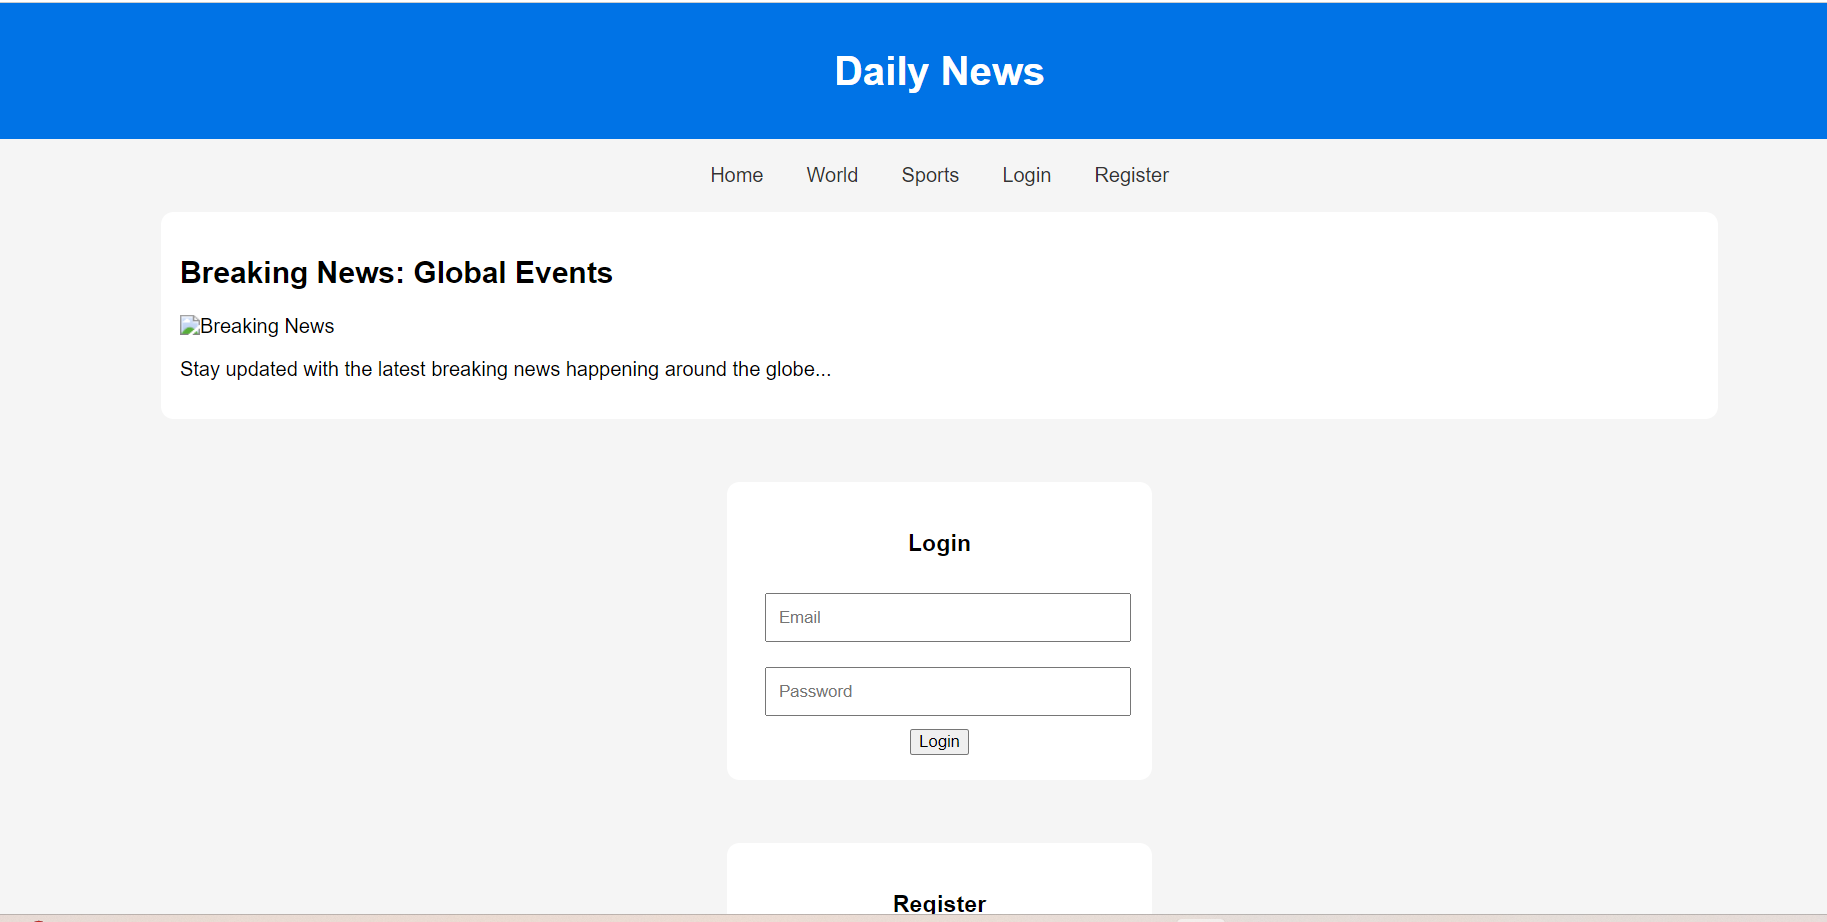 Daily News
Home World Sports Login Register
Breaking News: Global Events
Breaking News
Stay updated with the latest breaking news happening around the globe...
Login
Email
Password
Login
Register